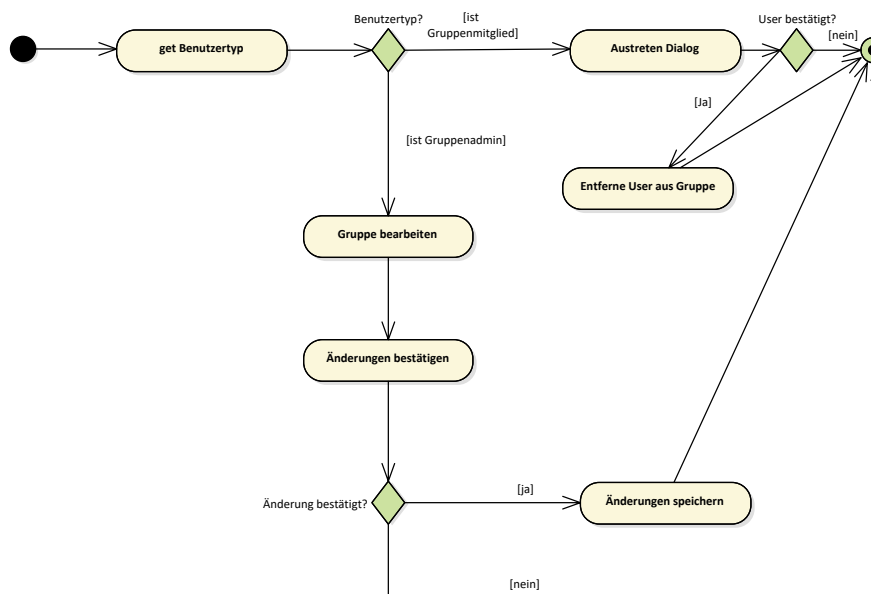 Benutzertyp?
[ist
Gruppenmitglied]
User bestätigt?
[nein]
get Benutzertyp
Austreten Dialog
[Ja]
[ist Gruppenadmin]
Entferne User aus Gruppe
Gruppe bearbeiten
Änderungen bestätigen
[ja]
Änderung bestätigt?
Änderungen speichern
[nein]